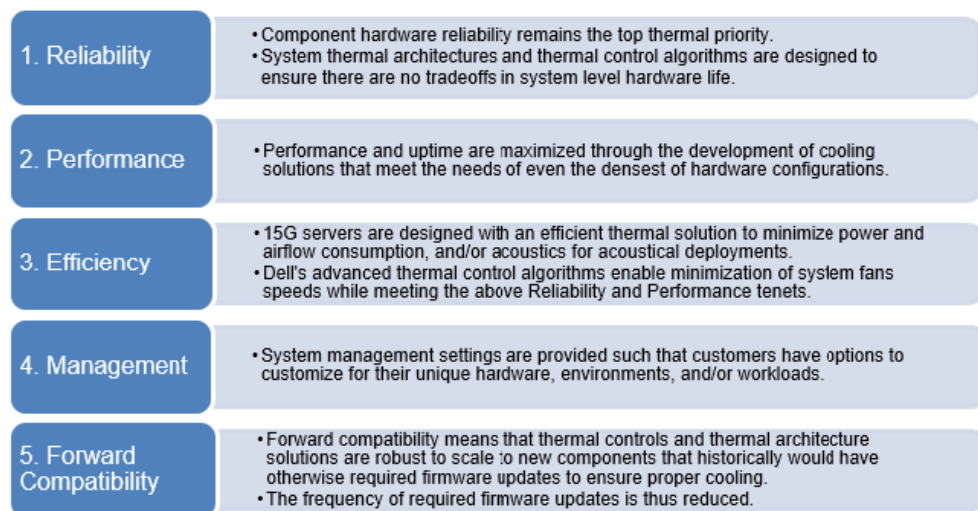 1. Reliability
• Component hardware reliability remains the top thermal priority.
• System thermal architectures and thermal control algorithms are designed to
ensure there are no tradeoffs in system level hardware life.
2. Performance
• Performance and uptime are maximized through the development of cooling
solutions that meet the needs of even the densest of hardware configurations.
3. Efficiency
• 15G servers are designed with an efficient thermal solution to minimize power and
airflow consumption, and/or acoustics for acoustical deployments.
• Dell's advanced thermal control algorithms enable minimization of system fans
speeds while meeting the above Reliability and Performance tenets.
4. Management
• System management settings are provided such that customers have options to
customize for their unique hardware, environments, and/or workloads.
5. Forward
Compatibility
• Forward compatibility means that thermal controls and thermal architecture
solutions are robust to scale to new components that historically would have
otherwise required firmware updates to ensure proper cooling.
• The frequency of required firmware updates is thus reduced.